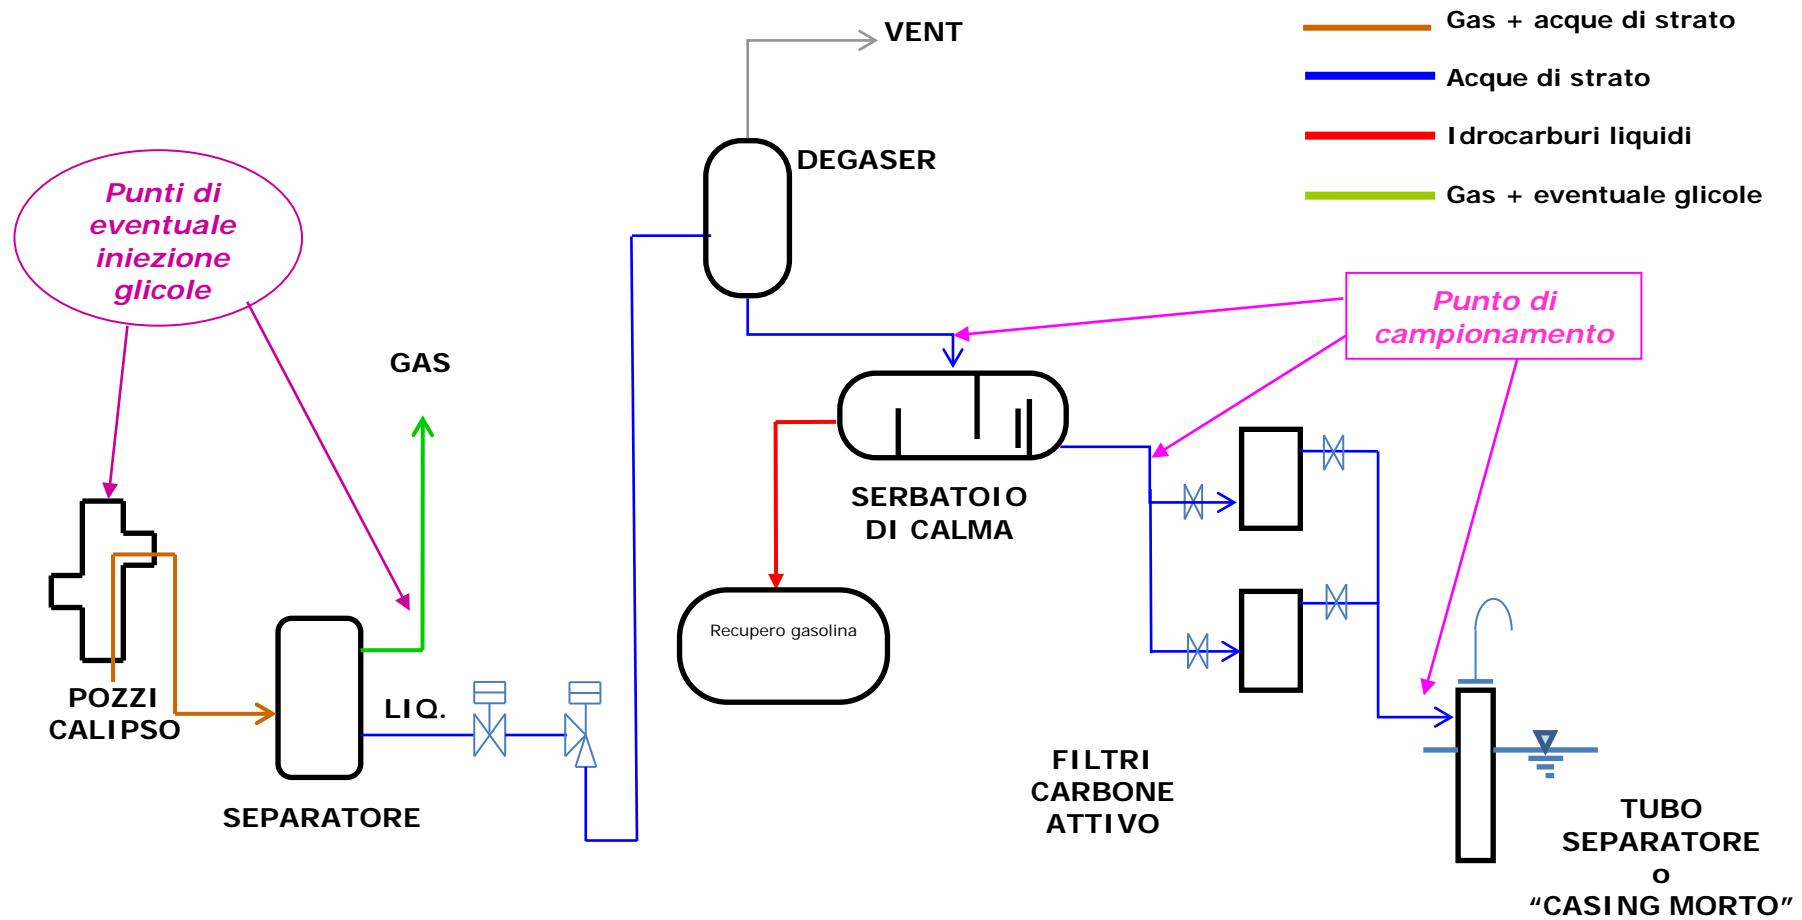 VENT
Gas + acque di strato
Acque di strato
Idrocarburi liquidi
Gas + eventuale glicole
DEGASER
Punti di
eventuale
iniezione
glicole
GAS
Punto di
campionamento
SERBATOIO
DI CALMA
Recupero gasolina
POZZI
CALIPSO
LIQ.
SEPARATORE
FILTRI
CARBONE
ATTIVO
TUBO
SEPARATORE
o
“CASING MORTO”